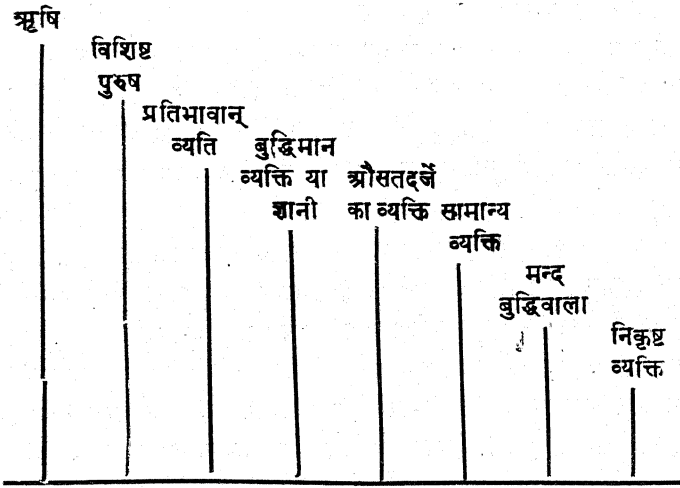 ऋषि
विशिष्ट
पुरुष
प्रतिभावान्
व्यति
बुद्धिमान
व्यक्ति या
ज्ञानी
औसतदर्जे
का व्यक्ति
सामान्य
व्यक्ति
मन्द
बुद्धिवाला
निकृष्ट
व्यक्ति